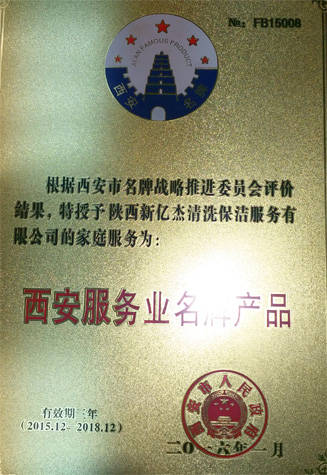 №: FB15008
XIAN FAMOUS PRODUCT
西安名牌
根据西安市名牌战略推进委员会评价
结果，特授予陕西新亿杰清洗保洁服务有
限公司的家庭服务为：
西安服务业名牌产品
有效期三年
(2015.12- 2018.12)
西安市人民政府
二〇一六年一月